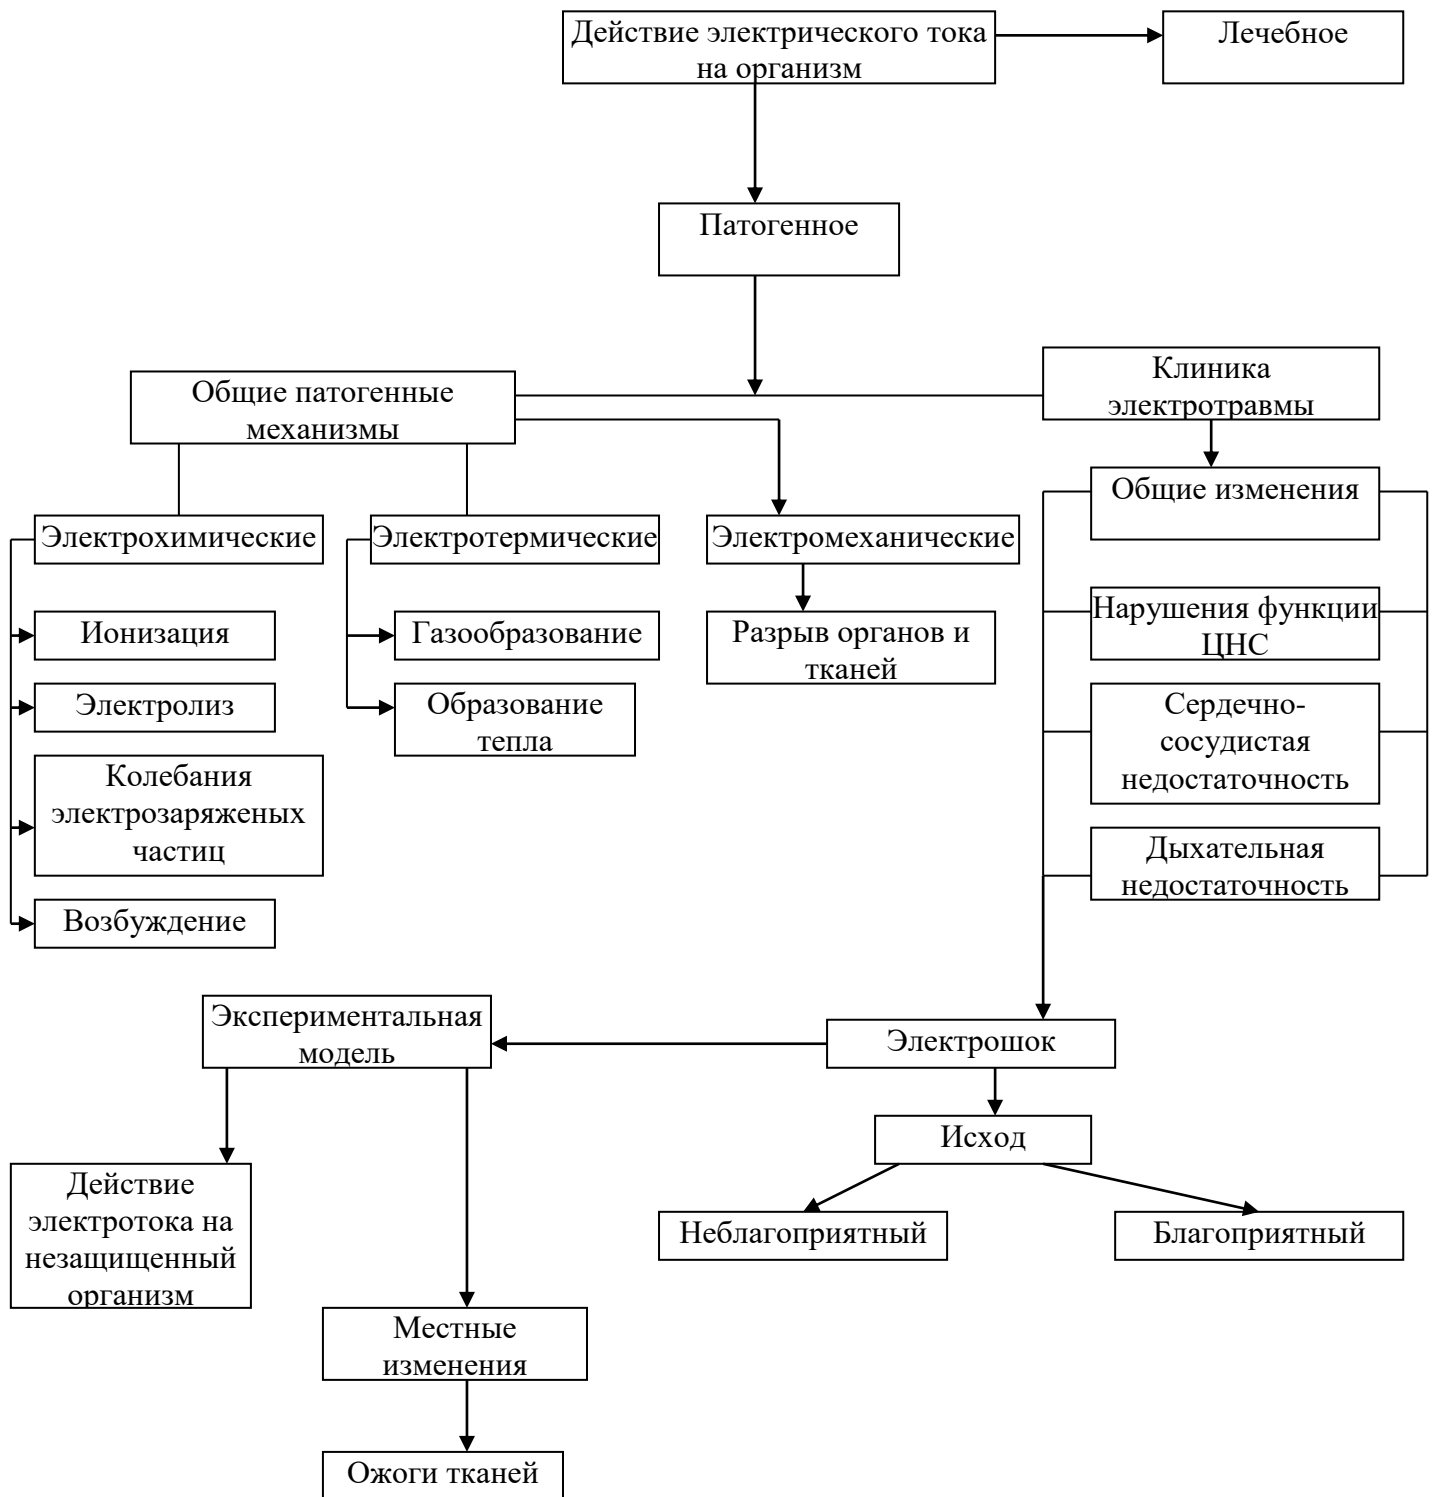 Действие электрического тока
на организм
Лечебное
Патогенное
Общие патогенные
механизмы
Клиника
электротравмы
Общие изменения
Электрохимические
Электротермические
Электромеханические
Ионизация
Газообразование
Разрыв органов и
тканей
Нарушения функции
ЦНС
Электролиз
Образование
тепла
Сердечно-
сосудистая
недостаточность
Колебания
электрозаряженых
частиц
Дыхательная
недостаточность
Возбуждение
Экспериментальная
модель
Электрошок
Исход
Действие
электротока на
незащищенный
организм
Неблагоприятный
Благоприятный
Местные
изменения
Ожоги тканей